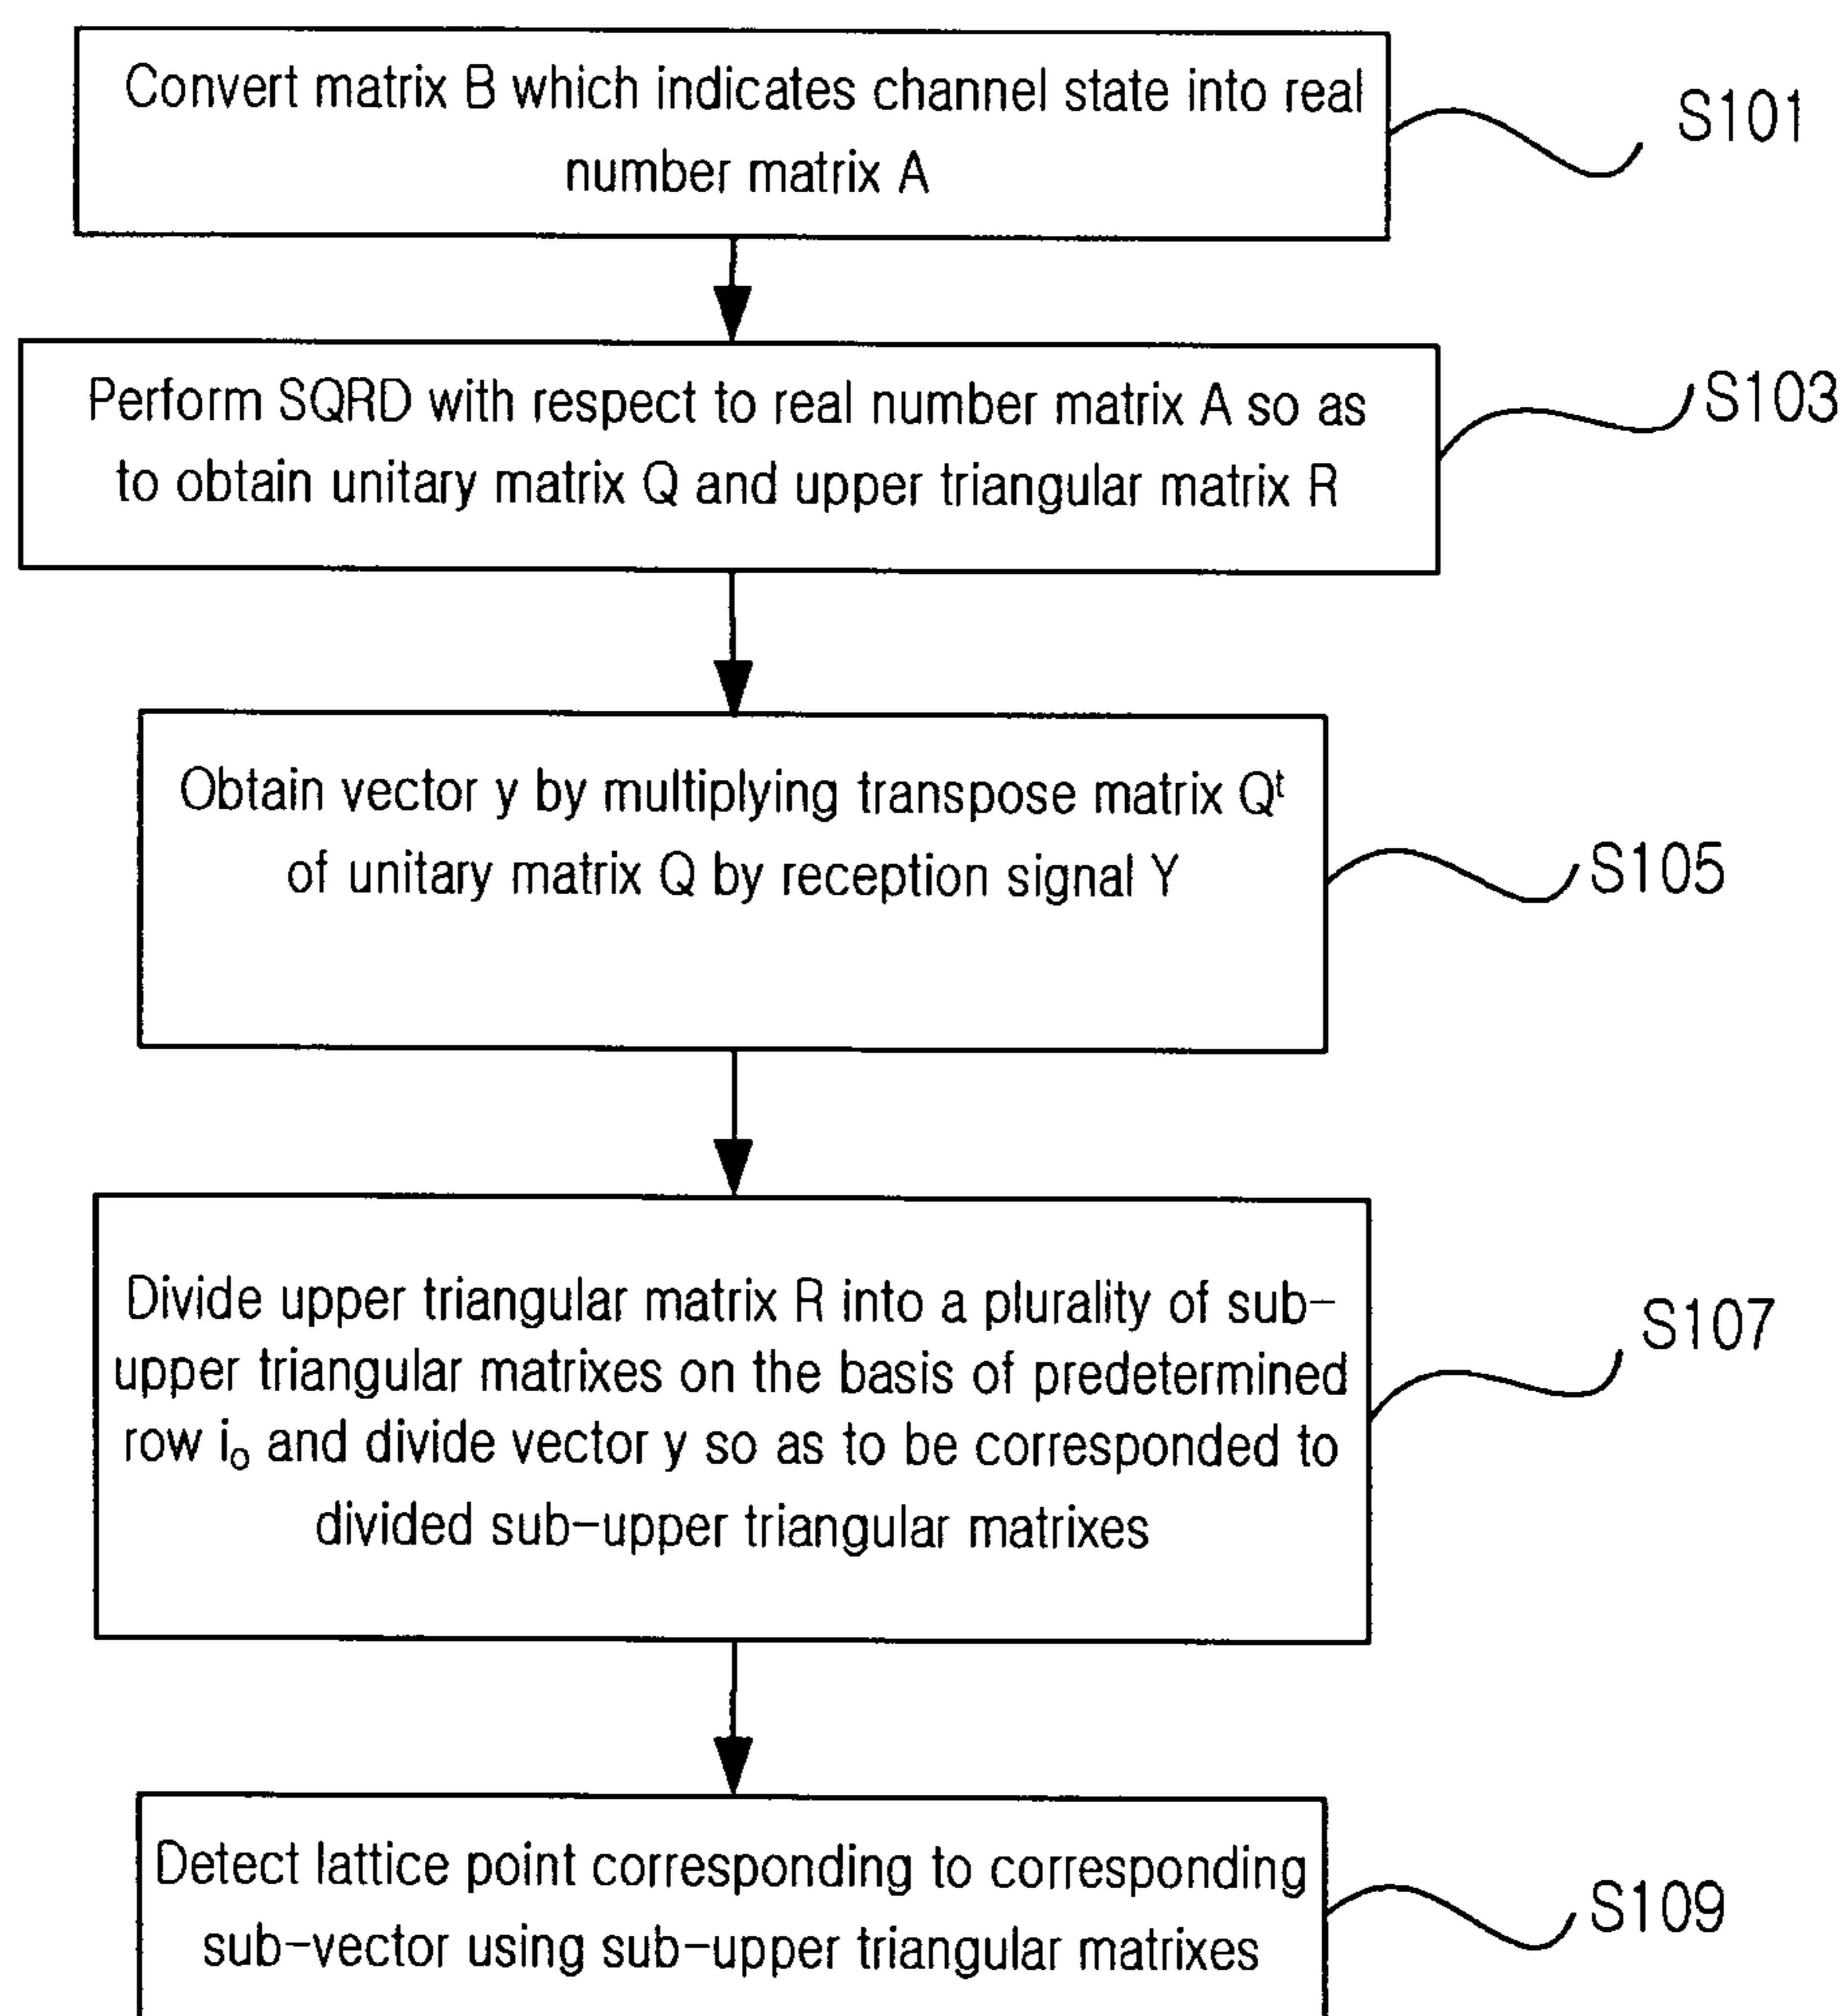 Convert matrix B which indicates channel state into real
number matrix A
S101
Perform SQRD with respect to real number matrix A so as
to obtain unitary matrix Q and upper triangular matrix R
S103
Obtain vector y by multiplying transpose matrix Qᵗ
of unitary matrix Q by reception signal Y
S105
Divide upper triangular matrix R into a plurality of sub-
upper triangular matrixes on the basis of predetermined
row i₀ and divide vector y so as to be corresponded to
divided sub-upper triangular matrixes
S107
Detect lattice point corresponding to corresponding
sub-vector using sub-upper triangular matrixes
S109